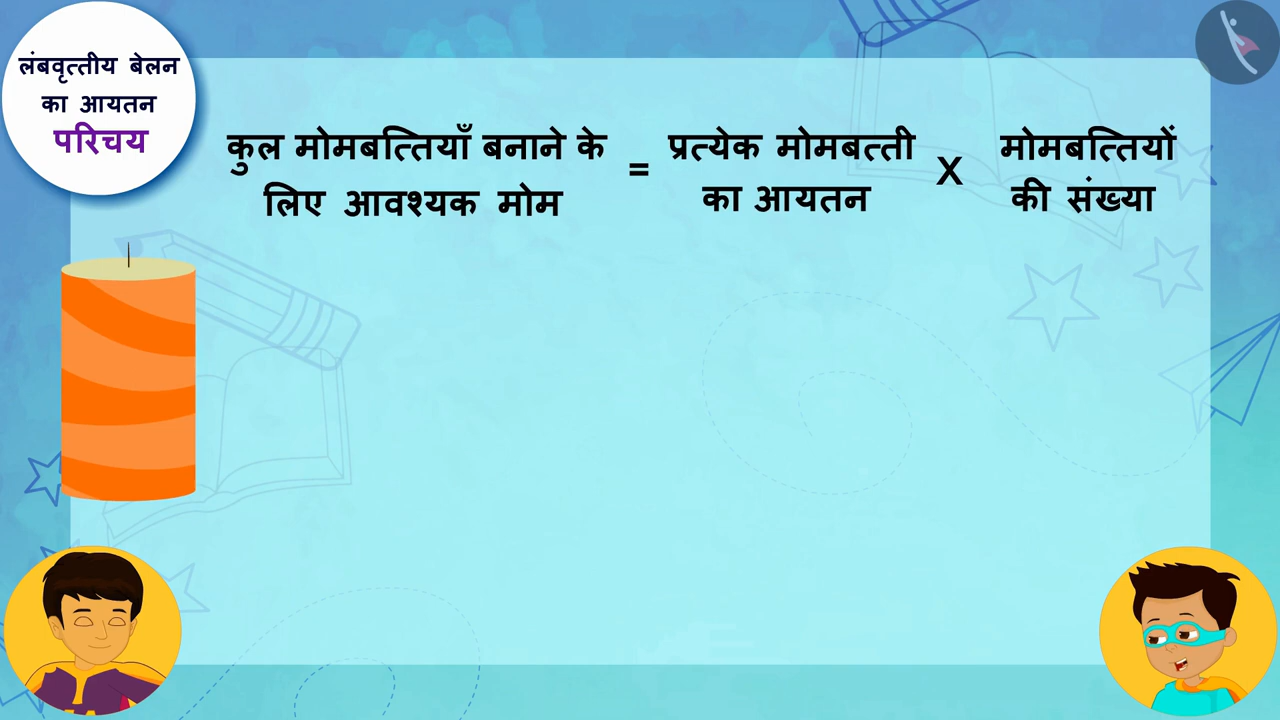 लंबवृत्तीय बेलन
का आयतन
परिचय
कुल मोमबत्तियाँ बनाने के
लिए आवश्यक मोम
=
प्रत्येक मोमबत्ती
का आयतन
X
मोमबत्तियों
की संख्या